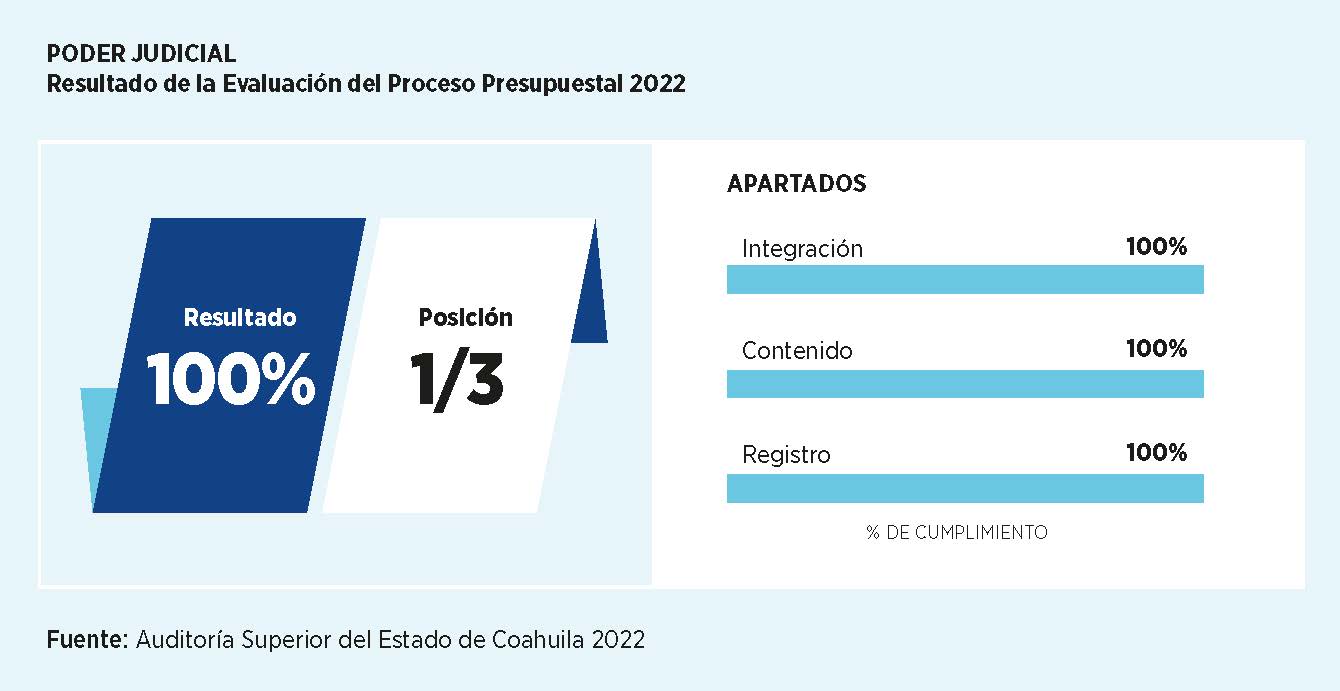 PODER JUDICIAL
Resultado de la Evaluación del Proceso Presupuestal 2022
Resultado
100%
Posición
1/3
APARTADOS
Integración 100%
Contenido 100%
Registro 100%
% DE CUMPLIMIENTO
Fuente: Auditoría Superior del Estado de Coahuila 2022